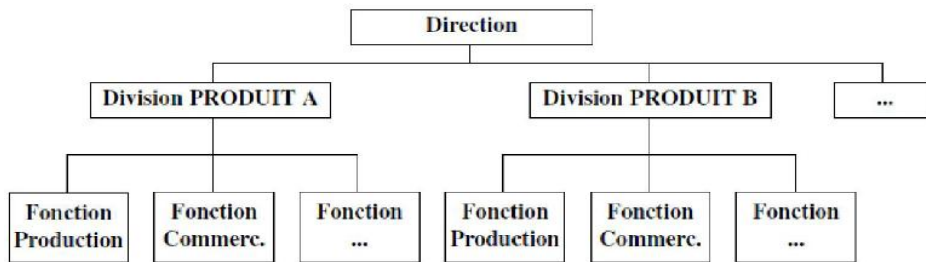 Direction
Division PRODUIT A
Division PRODUIT B
...
Fonction
Production
Fonction
Commerc.
Fonction
...
Fonction
Production
Fonction
Commerc.
Fonction
...